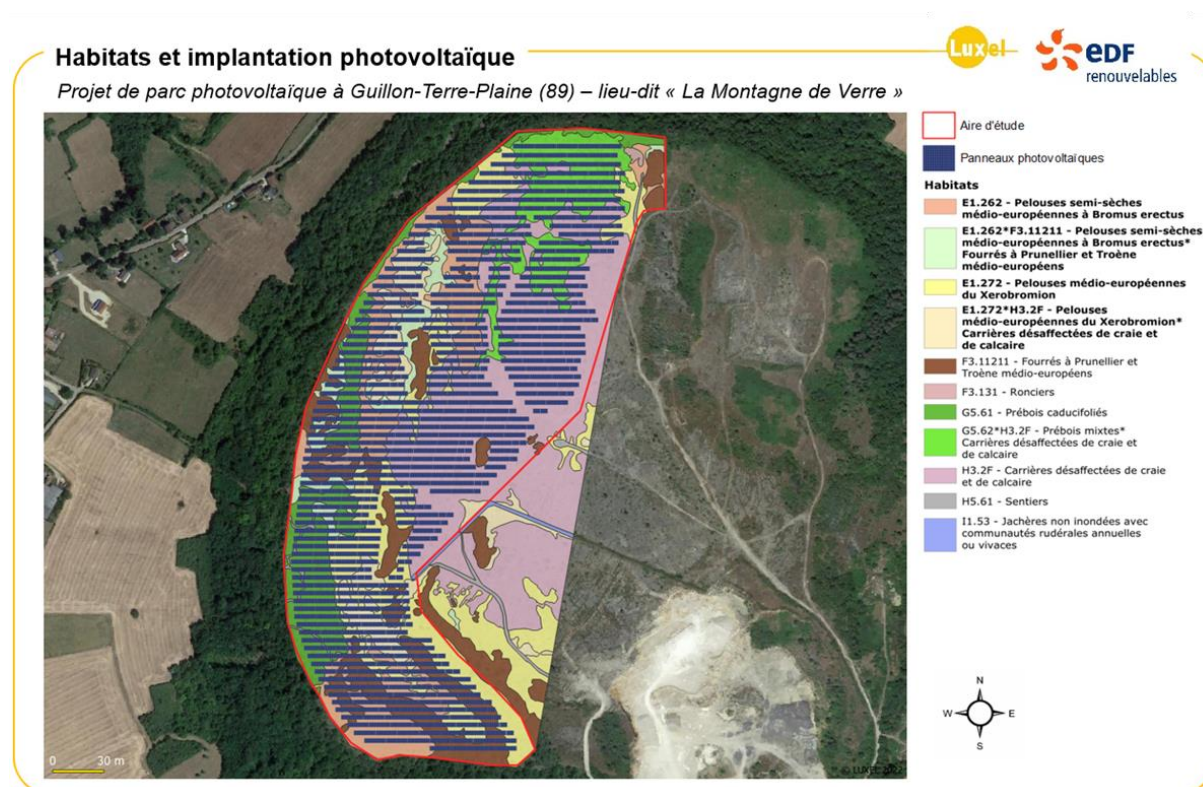 Habitats et implantation photovoltaïque
Projet de parc photovoltaïque à Guillon-Terre-Plaine (89) – lieu-dit « La Montagne de Verre »
Luxel
eDF
renouvelables
Aire d'étude
Panneaux photovoltaïques
Habitats
E1.262 - Pelouses semi-sèches
médio-européennes à Bromus erectus
E1.262*F3.11211 - Pelouses semi-sèches
médio-européennes à Bromus erectus*
Fourrés à Prunellier et Troène
médio-européens
E1.272 - Pelouses médio-européennes
du Xerobromion
E1.272*H3.2F - Pelouses
médio-européennes du Xerobromion*
Carrières désaffectées de craie et
de calcaire
F3.11211 - Fourrés à Prunellier et
Troène médio-européens
F3.131 - Ronciers
G5.61 - Prébois caducifoliés
G5.62*H3.2F - Prébois mixtes*
Carrières désaffectées de craie et
de calcaire
H3.2F - Carrières désaffectées de craie
et de calcaire
H5.61 - Sentiers
I1.53 - Jachères non inondées avec
communautés rudérales annuelles
ou vivaces
N
W E
S
0 30 m
© LUXEL 2022